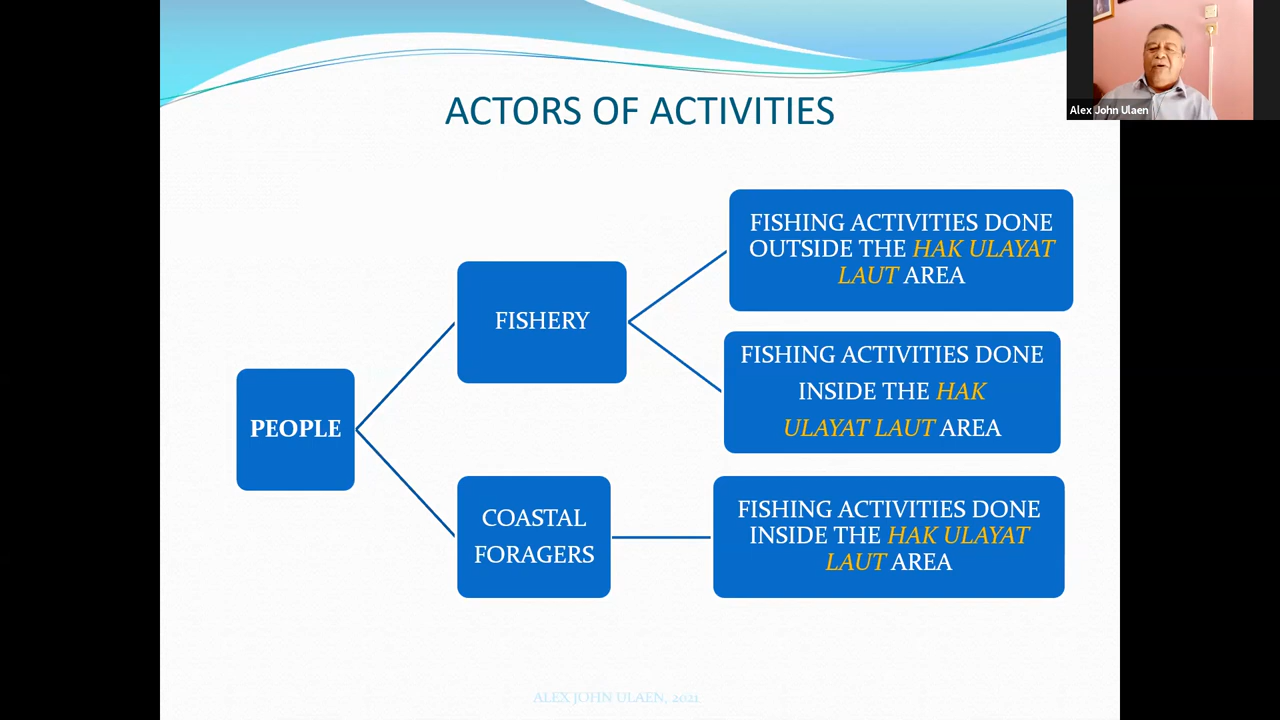 Alex John Ulaen
ACTORS OF ACTIVITIES
FISHING ACTIVITIES DONE
OUTSIDE THE HAK ULAYAT
LAUT AREA
FISHERY
FISHING ACTIVITIES DONE
INSIDE THE HAK
ULAYAT LAUT AREA
PEOPLE
COASTAL
FORAGERS
FISHING ACTIVITIES DONE
INSIDE THE HAK ULAYAT
LAUT AREA
ALEX JOHN ULAEN, 2021